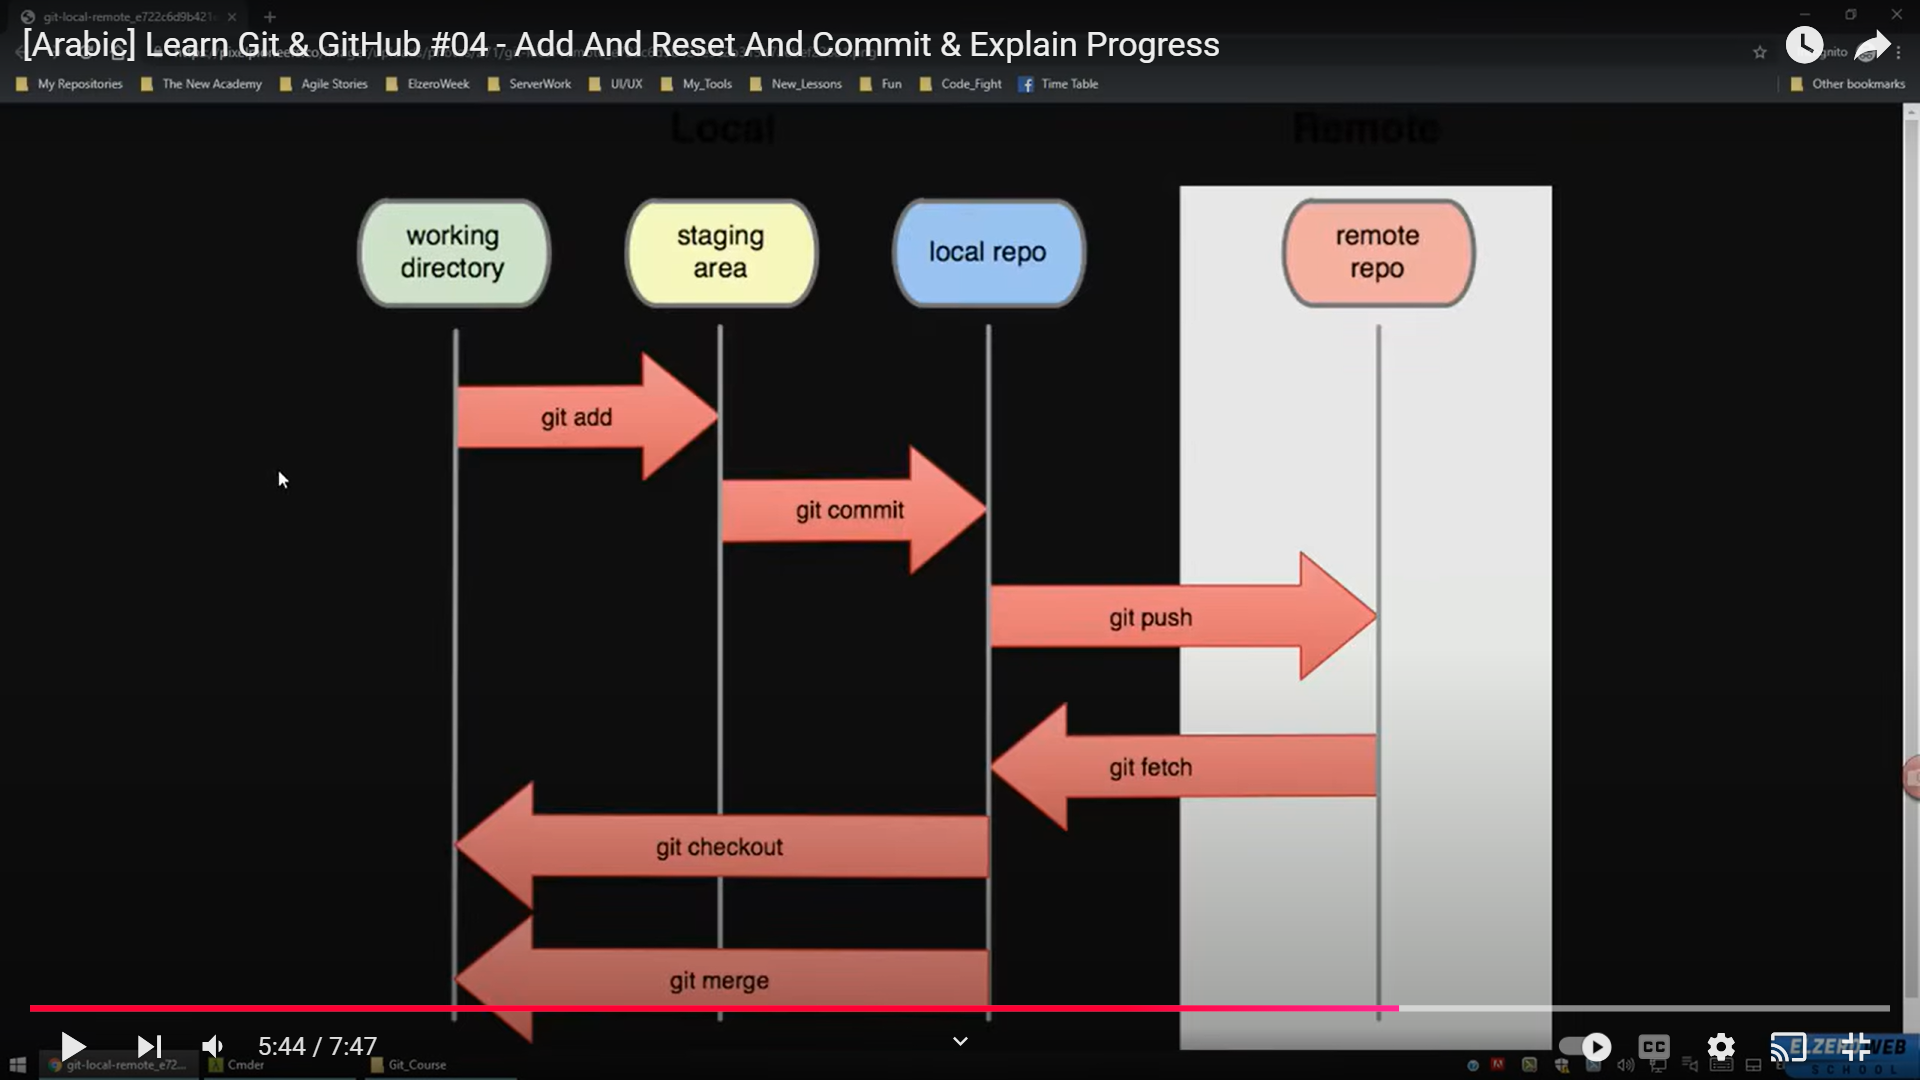 git-local-remote_e722c6d9b421
[Arabic] Learn Git & GitHub #04 - Add And Reset And Commit & Explain Progress
My Repositories The New Academy Agile Stories ElzeroWeek ServerWork UI/UX My_Tools New_Lessons Fun Code_Fight Time Table Other bookmarks
Local Remote
working directory
staging area
local repo
remote repo
git add
git commit
git push
git fetch
git checkout
git merge
5:44 / 7:47
CC
git-local-remote_e72... Cmder Git_Course
ELZERO WEB
SCHOOL